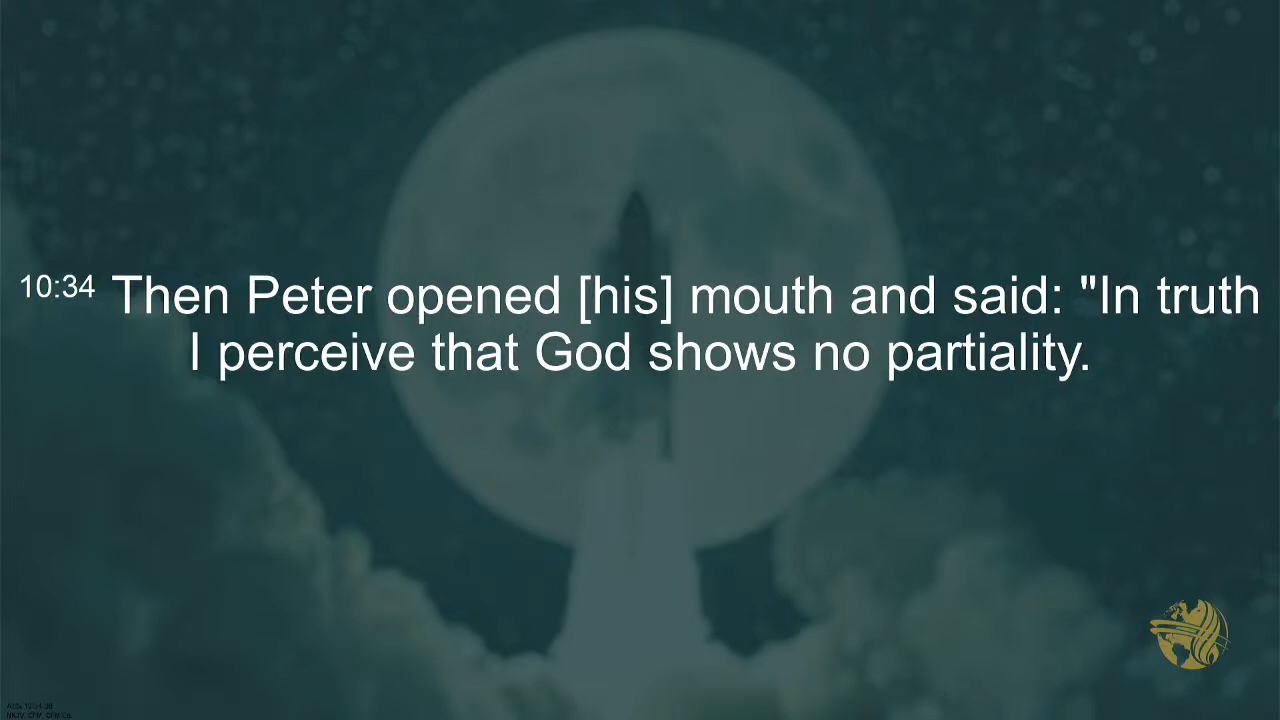 10:34 Then Peter opened [his] mouth and said: "In truth
I perceive that God shows no partiality.